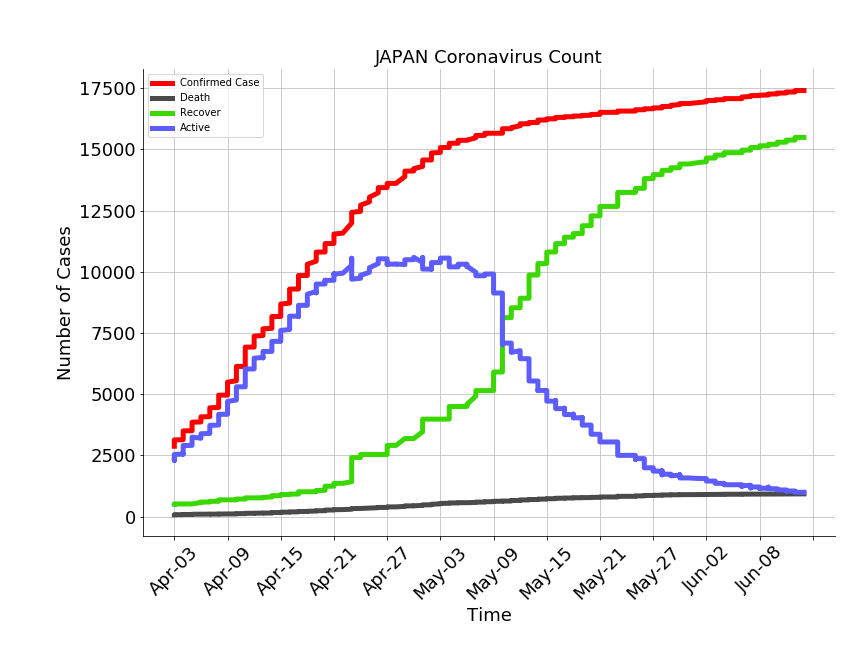 JAPAN Coronavirus Count
Confirmed Case
Death
Recover
Active
17500
15000
12500
10000
7500
5000
2500
0
Number of Cases
Apr-03
Apr-09
Apr-15
Apr-21
Apr-27
May-03
May-09
May-15
May-21
May-27
Jun-02
Jun-08
Time